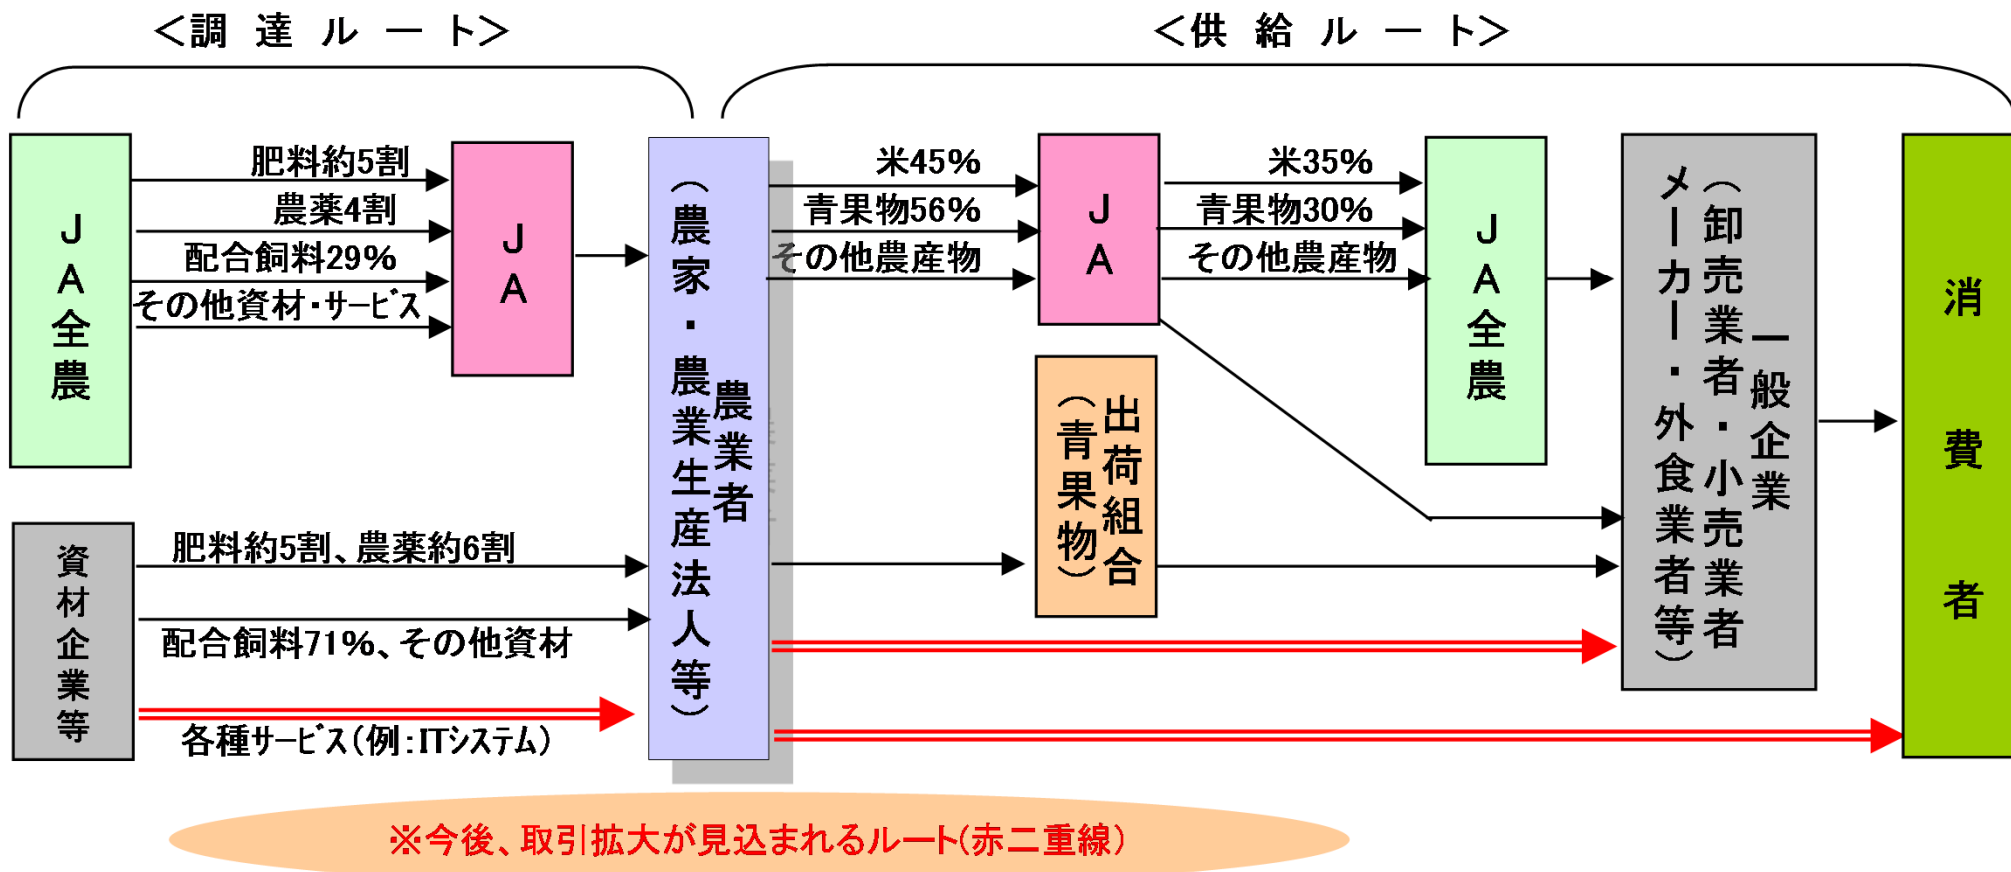 ＜調 達 ル ー ト＞
＜供 給 ル ー ト＞
ＪＡ全農
肥料約5割
農薬4割
配合飼料29%
その他資材・サービス
ＪＡ
資材企業等
肥料約5割、農薬約6割
配合飼料71%、その他資材
各種サービス(例：ITシステム)
農業者
（農家・農業生産法人等）
米45%
青果物56%
その他農産物
ＪＡ
米35%
青果物30%
その他農産物
ＪＡ全農
出荷組合
（青果物）
一般企業
（卸売業者・小売業者
メーカー・外食業者等）
消費者
※今後、取引拡大が見込まれるルート(赤二重線)